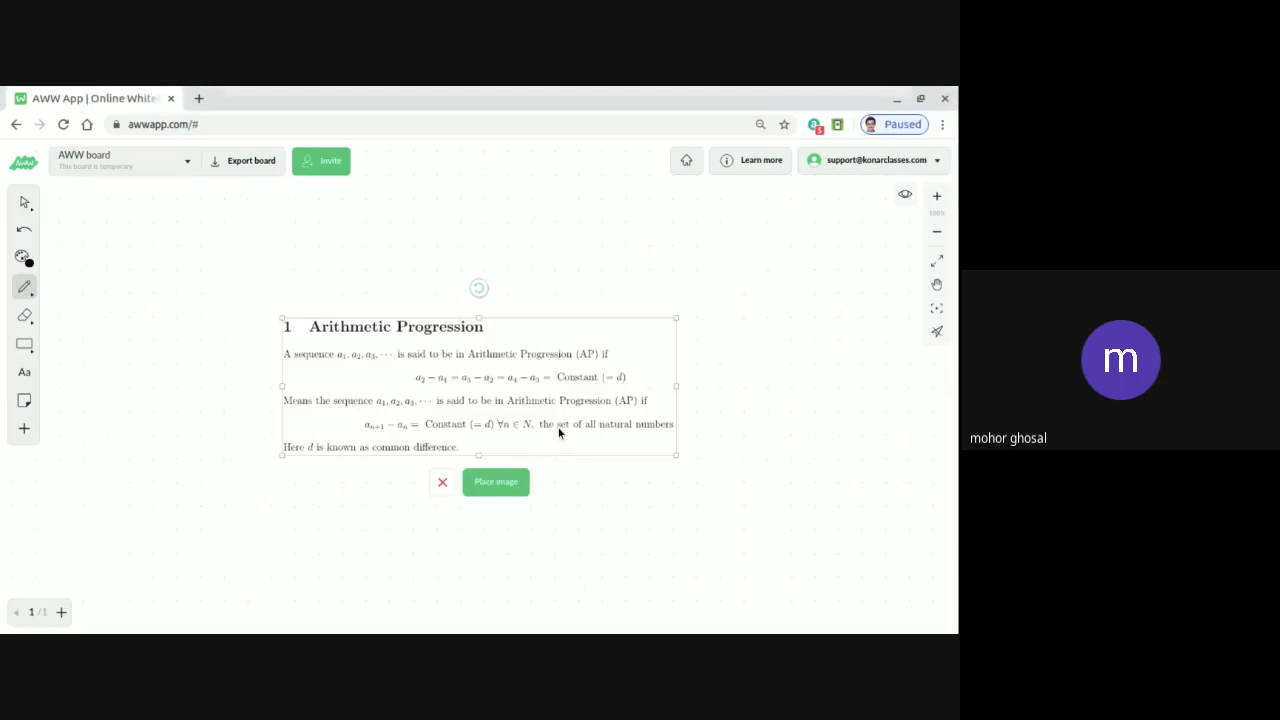 AWW App | Online White
awwapp.com/#
Paused
AWW board
This board is temporary
Export board
Invite
Learn more
support@konarclasses.com
100%
Aa
1 Arithmetic Progression
A sequence a₁, a₂, a₃, ⋯ is said to be in Arithmetic Progression (AP) if
a₂ − a₁ = a₃ − a₂ = a₄ − a₃ = Constant (= d)
Means the sequence a₁, a₂, a₃, ⋯ is said to be in Arithmetic Progression (AP) if
aₙ₊₁ − aₙ = Constant (= d) ∀n ∈ N, the set of all natural numbers
Here d is known as common difference.
Place image
1 / 1
m
mohor ghosal